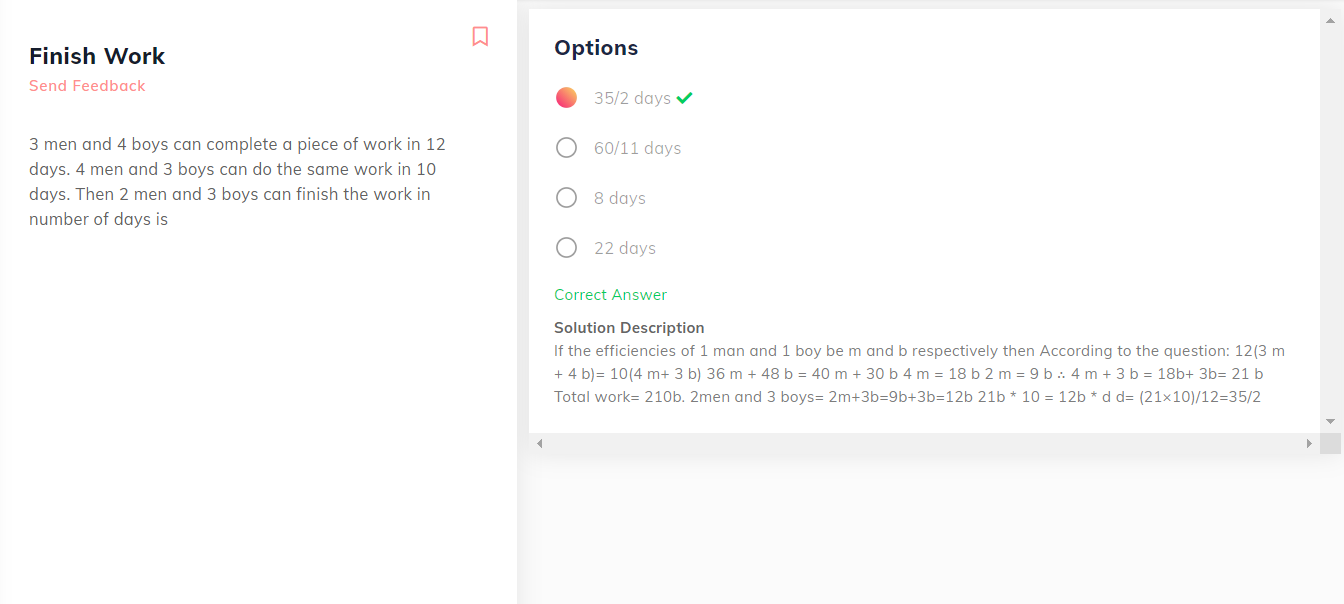 Finish Work
Send Feedback
3 men and 4 boys can complete a piece of work in 12
days. 4 men and 3 boys can do the same work in 10
days. Then 2 men and 3 boys can finish the work in
number of days is
Options
35/2 days
60/11 days
8 days
22 days
Correct Answer
Solution Description
If the efficiencies of 1 man and 1 boy be m and b respectively then According to the question: 12(3 m
+ 4 b)= 10(4 m+ 3 b) 36 m + 48 b = 40 m + 30 b 4 m = 18 b 2 m = 9 b ∴ 4 m + 3 b = 18b+ 3b= 21 b
Total work= 210b. 2men and 3 boys= 2m+3b=9b+3b=12b 21b * 10 = 12b * d d= (21×10)/12=35/2